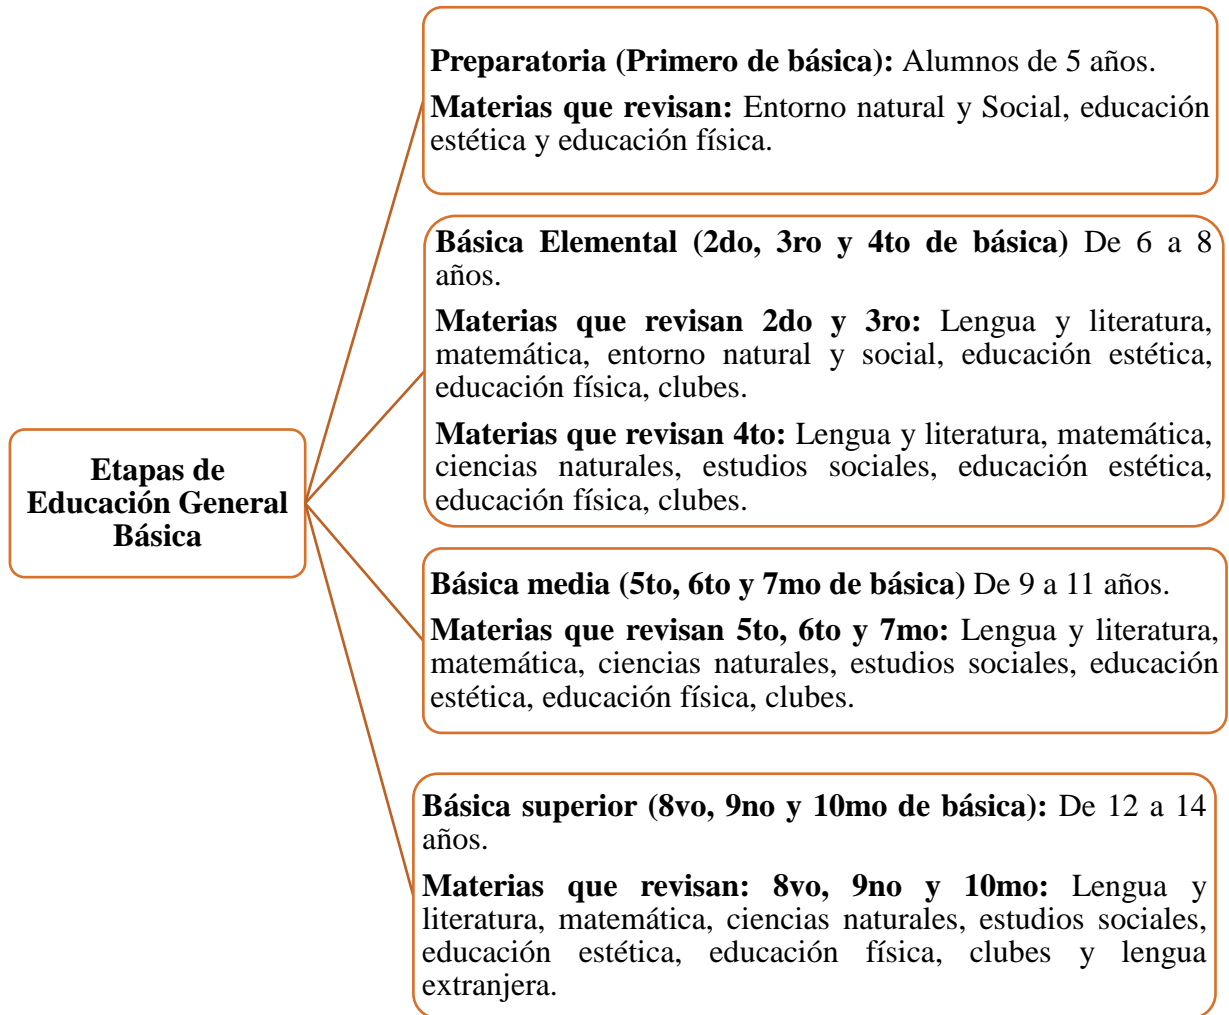 Etapas de
Educación General
Básica
Preparatoria (Primero de básica): Alumnos de 5 años.
Materias que revisan: Entorno natural y Social, educación
estética y educación física.
Básica Elemental (2do, 3ro y 4to de básica) De 6 a 8
años.
Materias que revisan 2do y 3ro: Lengua y literatura,
matemática, entorno natural y social, educación estética,
educación física, clubes.
Materias que revisan 4to: Lengua y literatura, matemática,
ciencias naturales, estudios sociales, educación estética,
educación física, clubes.
Básica media (5to, 6to y 7mo de básica) De 9 a 11 años.
Materias que revisan 5to, 6to y 7mo: Lengua y literatura,
matemática, ciencias naturales, estudios sociales, educación
estética, educación física, clubes.
Básica superior (8vo, 9no y 10mo de básica): De 12 a 14
años.
Materias que revisan: 8vo, 9no y 10mo: Lengua y
literatura, matemática, ciencias naturales, estudios sociales,
educación estética, educación física, clubes y lengua
extranjera.